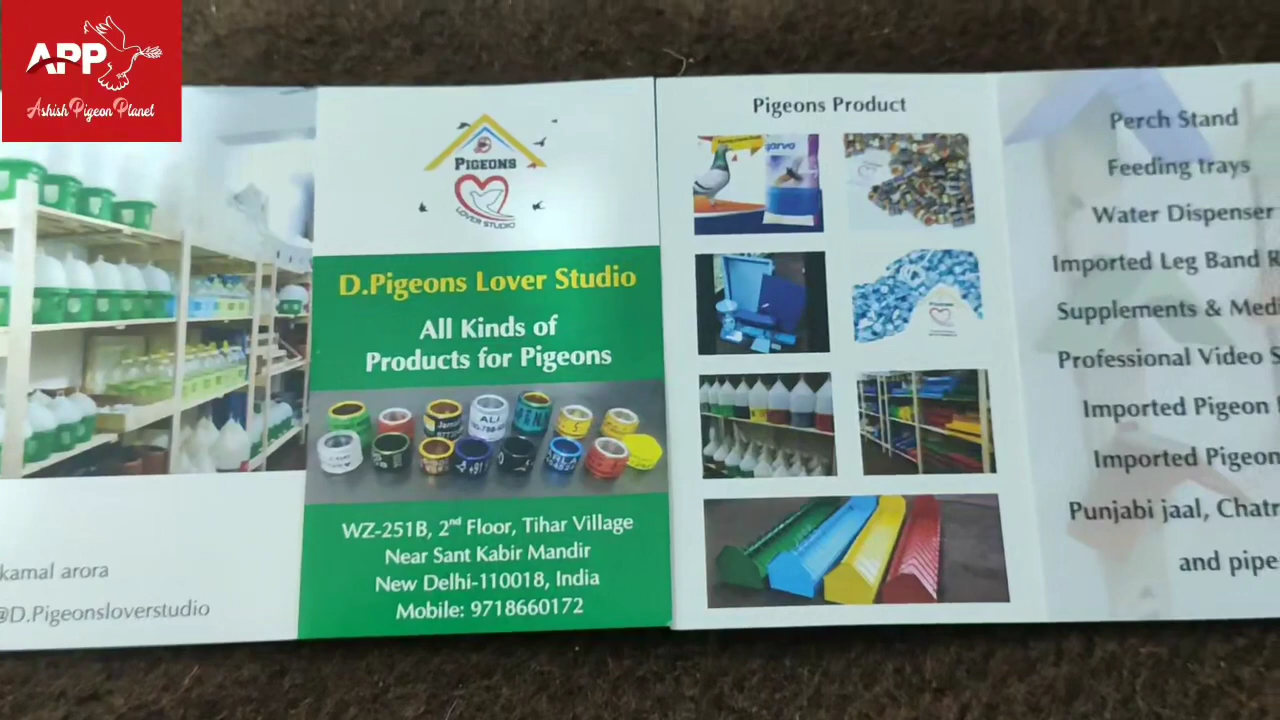 APP
Ashish Pigeon Planet
kamal arora
@D.Pigeonsloverstudio
PIGEONS
LOVER STUDIO
D.Pigeons Lover Studio
All Kinds of
Products for Pigeons
ALI
WZ-251B, 2nd Floor, Tihar Village
Near Sant Kabir Mandir
New Delhi-110018, India
Mobile: 9718660172
Pigeons Product
Perch Stand
Feeding trays
Water Dispenser
Imported Leg Band R
Supplements & Medi
Professional Video S
Imported Pigeon
Imported Pigeon
Punjabi jaal, Chatr
and pipe